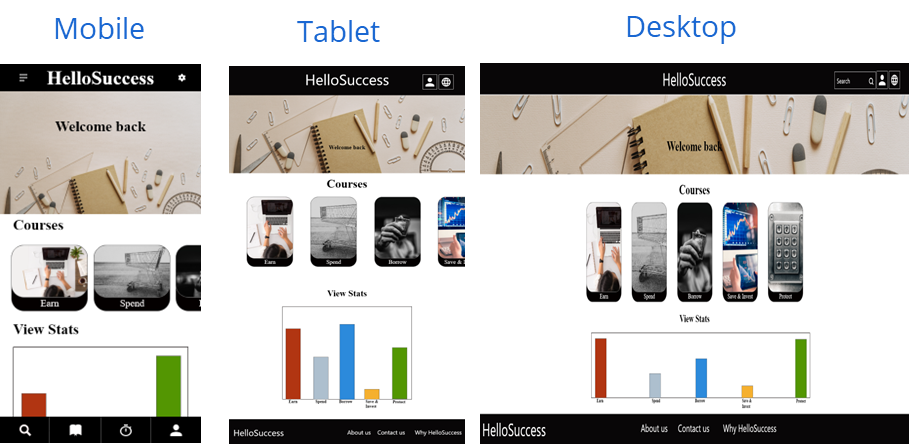 Mobile
HelloSuccess
Welcome back
Courses
Earn
Spend
View Stats
Tablet
HelloSuccess
Welcome back
Courses
Earn
Spend
Borrow
Save & I
View Stats
Earn
Spend
Borrow
Save &
Invest
Protect
HelloSuccess
About us
Contact us
Why HelloSuccess
Desktop
HelloSuccess
Search
Welcome back
Courses
Earn
Spend
Borrow
Save & Invest
Protect
View Stats
Earn
Spend
Borrow
Save &
Invest
Protect
HelloSuccess
About us
Contact us
Why HelloSuccess